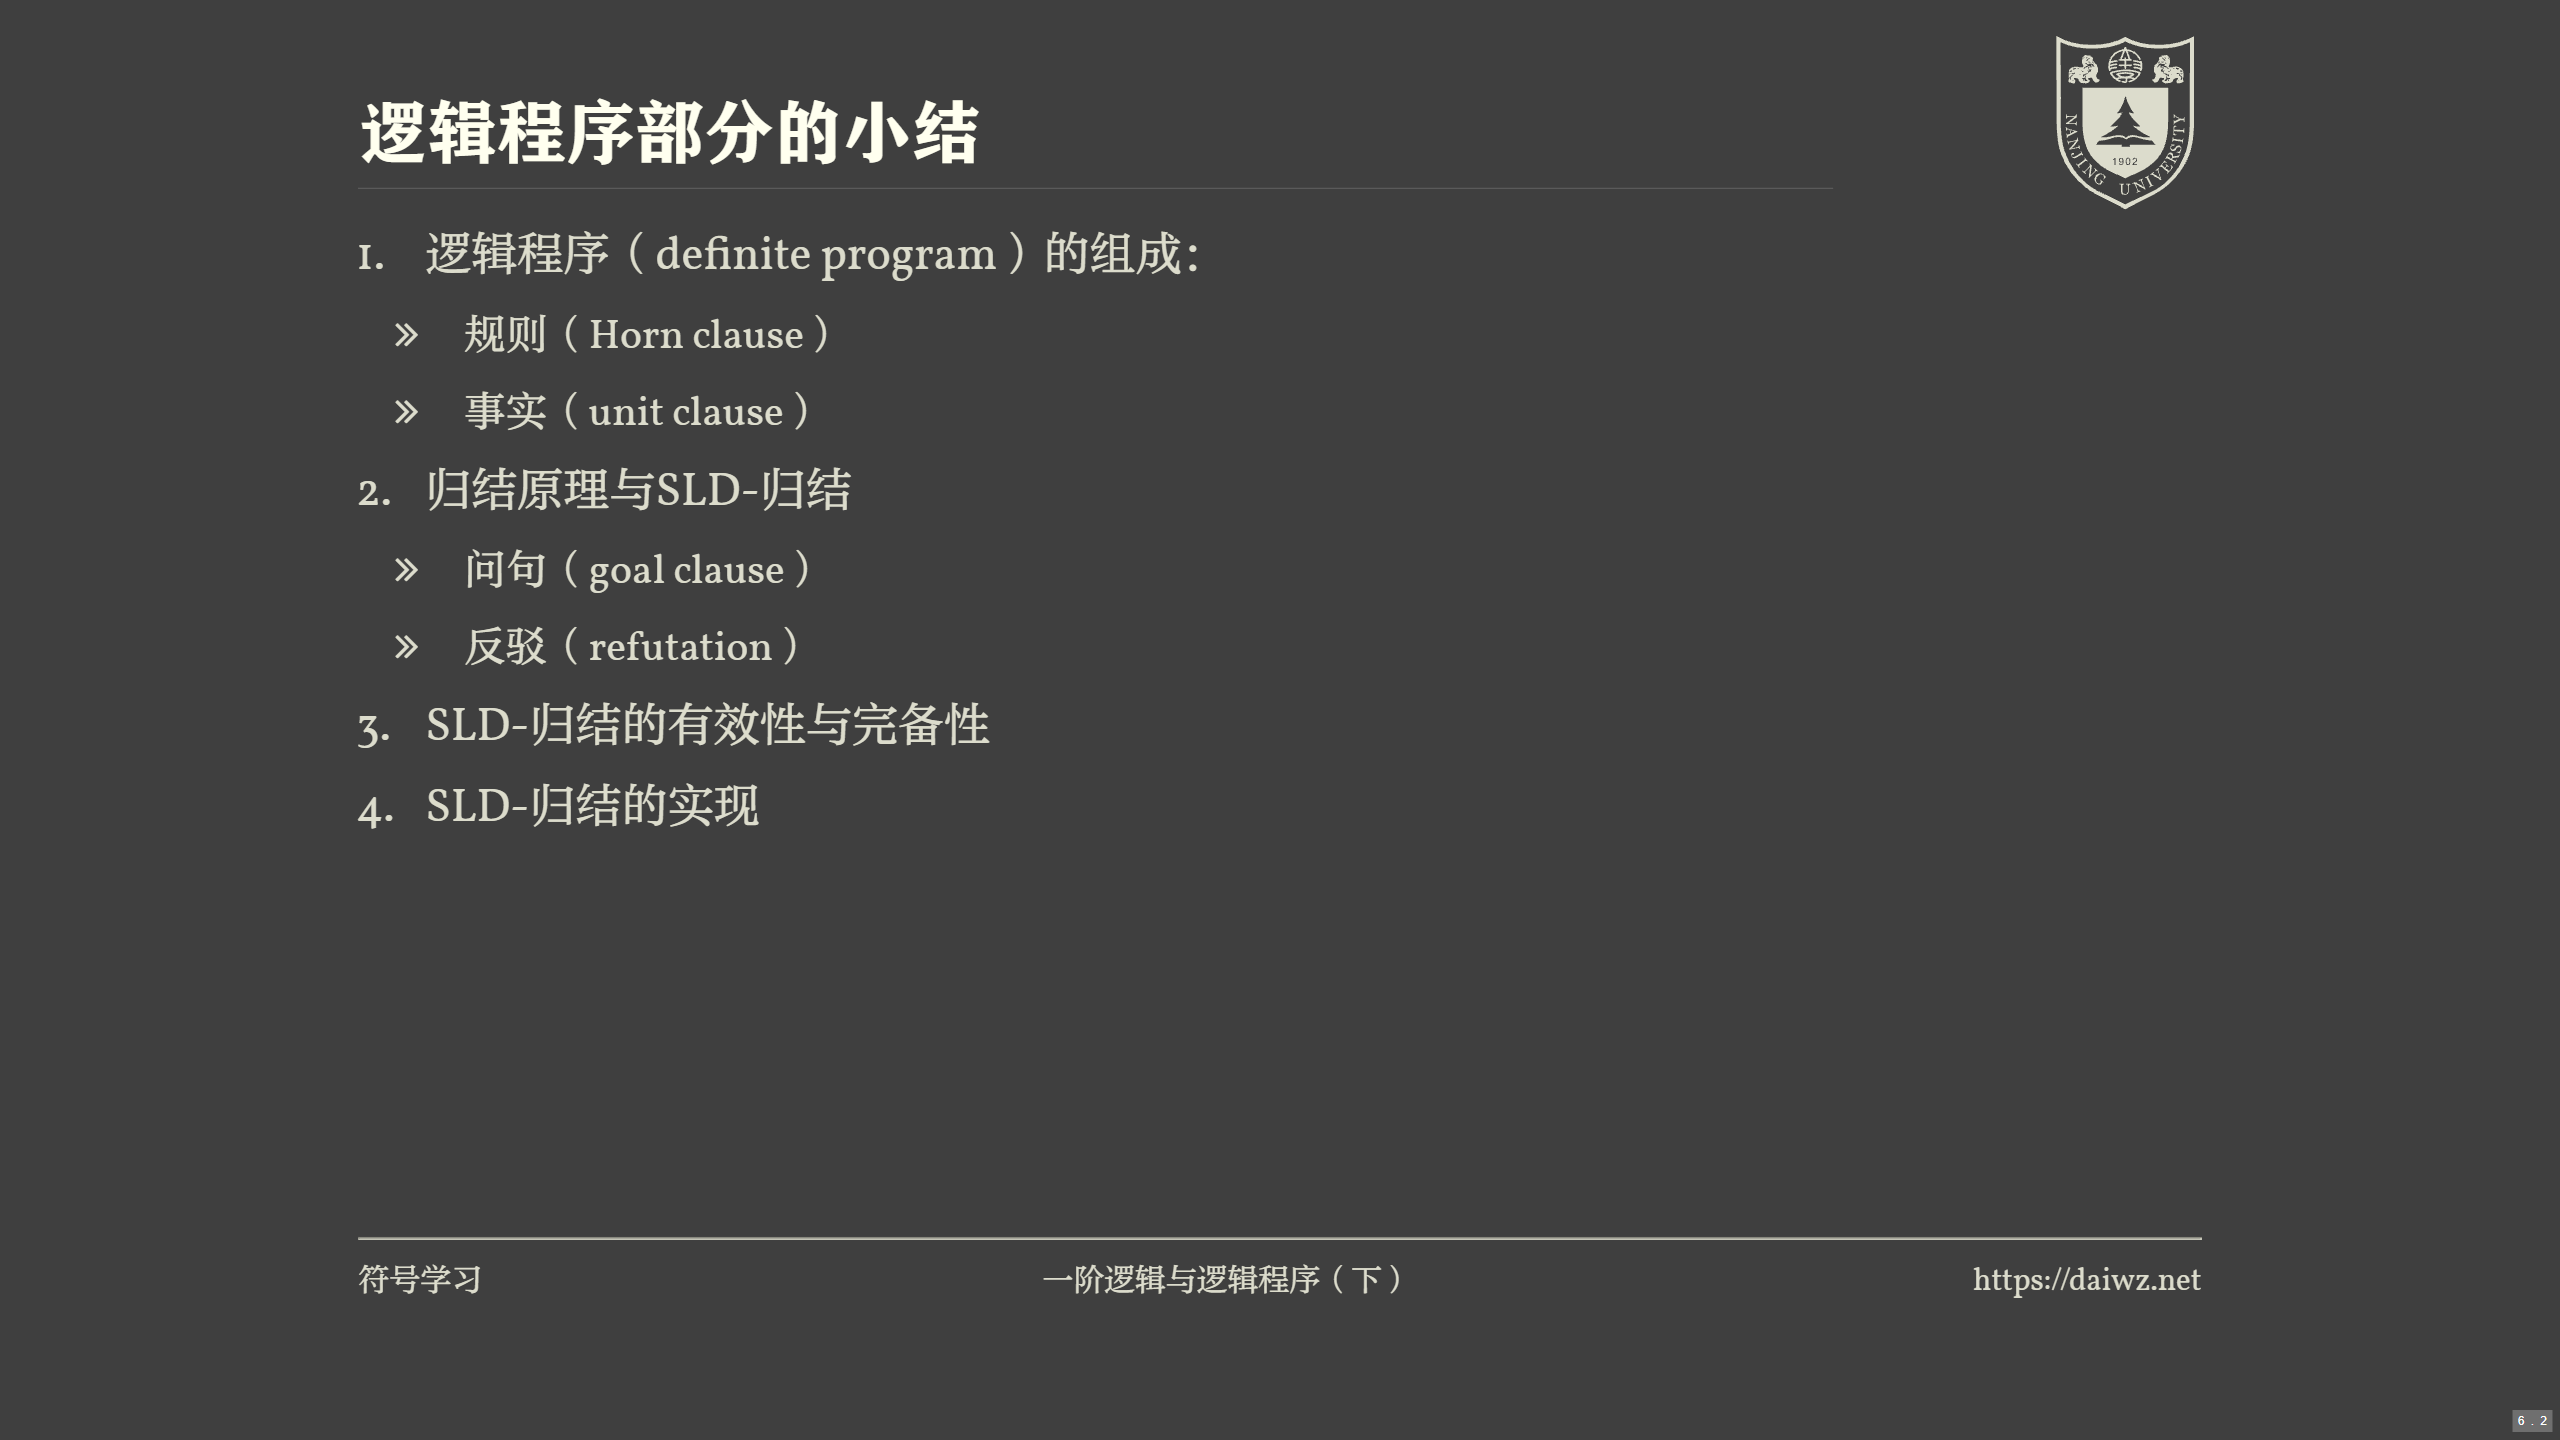 逻辑程序部分的小结
NANJING UNIVERSITY
1902
1. 逻辑程序（definite program）的组成：
» 规则（Horn clause）
» 事实（unit clause）
2. 归结原理与SLD-归结
» 问句（goal clause）
» 反驳（refutation）
3. SLD-归结的有效性与完备性
4. SLD-归结的实现
符号学习
一阶逻辑与逻辑程序（下）
https://daiwz.net
6.2